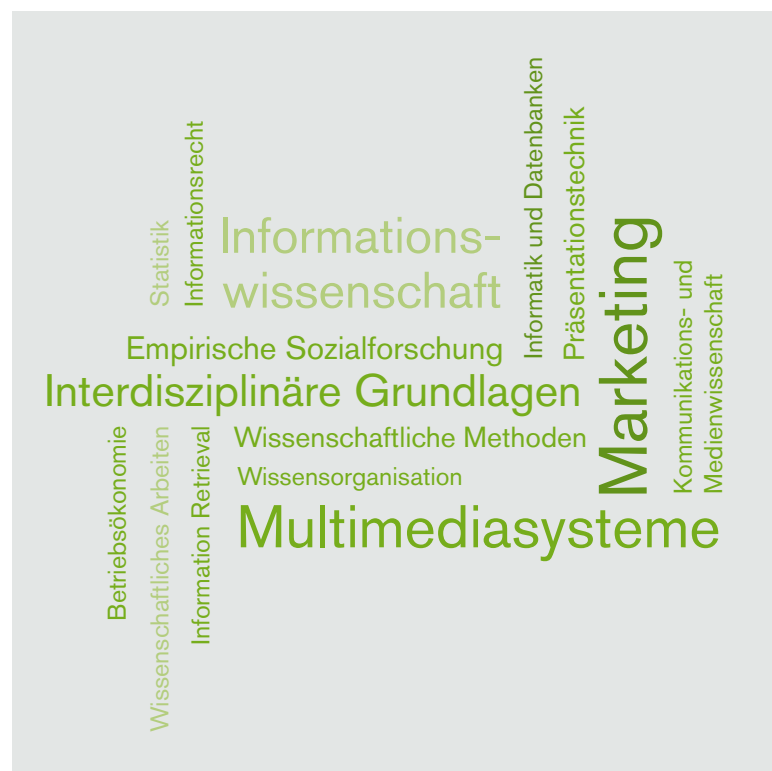 Informatik und Datenbanken
Präsentationstechnik
Informationsrecht
Statistik
Informations-
wissenschaft
Marketing
Kommunikations- und
Medienwissenschaft
Empirische Sozialforschung
Interdisziplinäre Grundlagen
Betriebsökonomie
Wissenschaftliches Arbeiten
Information Retrieval
Wissenschaftliche Methoden
Wissensorganisation
Multimediasysteme